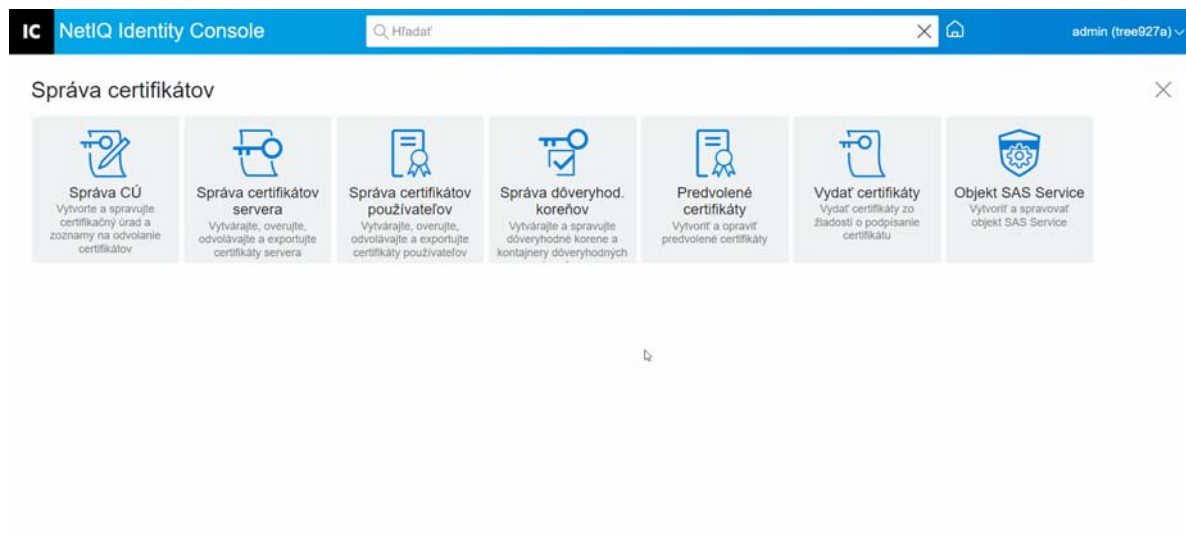 IC NetIQ Identity Console Hľadať admin (tree927a)
Správa certifikátov
Správa CÚ
Vytvorte a spravujte
certifikačný úrad a
zoznamy na odvolanie
certifikátov
Správa certifikátov
servera
Vytvárajte, overujte,
odvolávajte a exportujte
certifikáty servera
Správa certifikátov
používateľov
Vytvárajte, overujte,
odvolávajte a exportujte
certifikáty používateľov
Správa dôveryhod.
koreňov
Vytvárajte a spravujte
dôveryhodné korene a
kontajnery dôveryhodných
Predvolené
certifikáty
Vytvoriť a opraviť
predvolené certifikáty
Vydať certifikáty
Vydať certifikáty zo
žiadostí o podpísanie
certifikátu
Objekt SAS Service
Vytvoriť a spravovať
objekt SAS Service